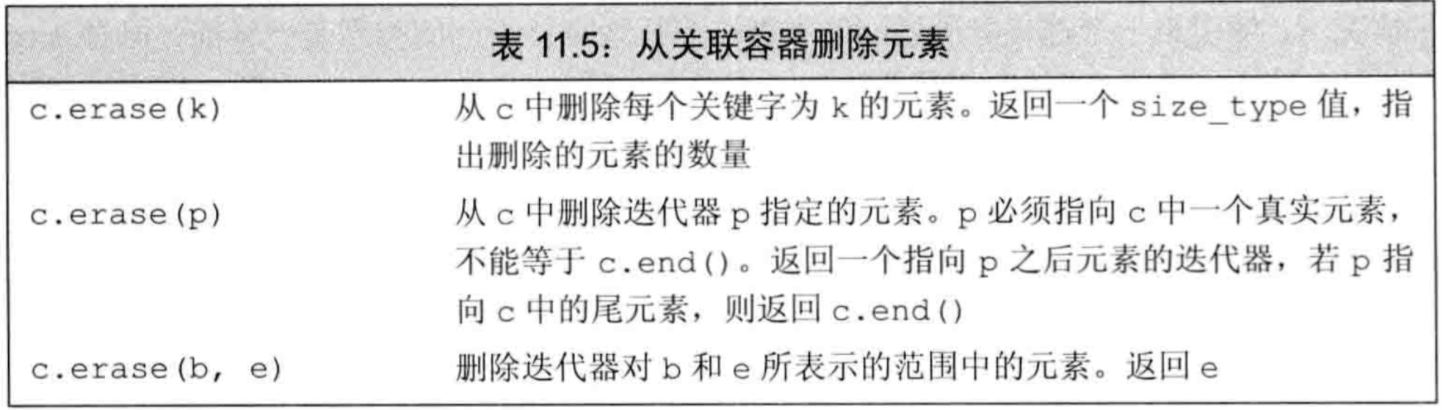 表 11.5：从关联容器删除元素
c.erase(k) 从 c 中删除每个关键字为 k 的元素。返回一个 size_type 值，指
出删除的元素的数量
c.erase(p) 从 c 中删除迭代器 p 指定的元素。p 必须指向 c 中一个真实元素，
不能等于 c.end()。返回一个指向 p 之后元素的迭代器，若 p 指
向 c 中的尾元素，则返回 c.end()
c.erase(b, e) 删除迭代器对 b 和 e 所表示的范围中的元素。返回 e